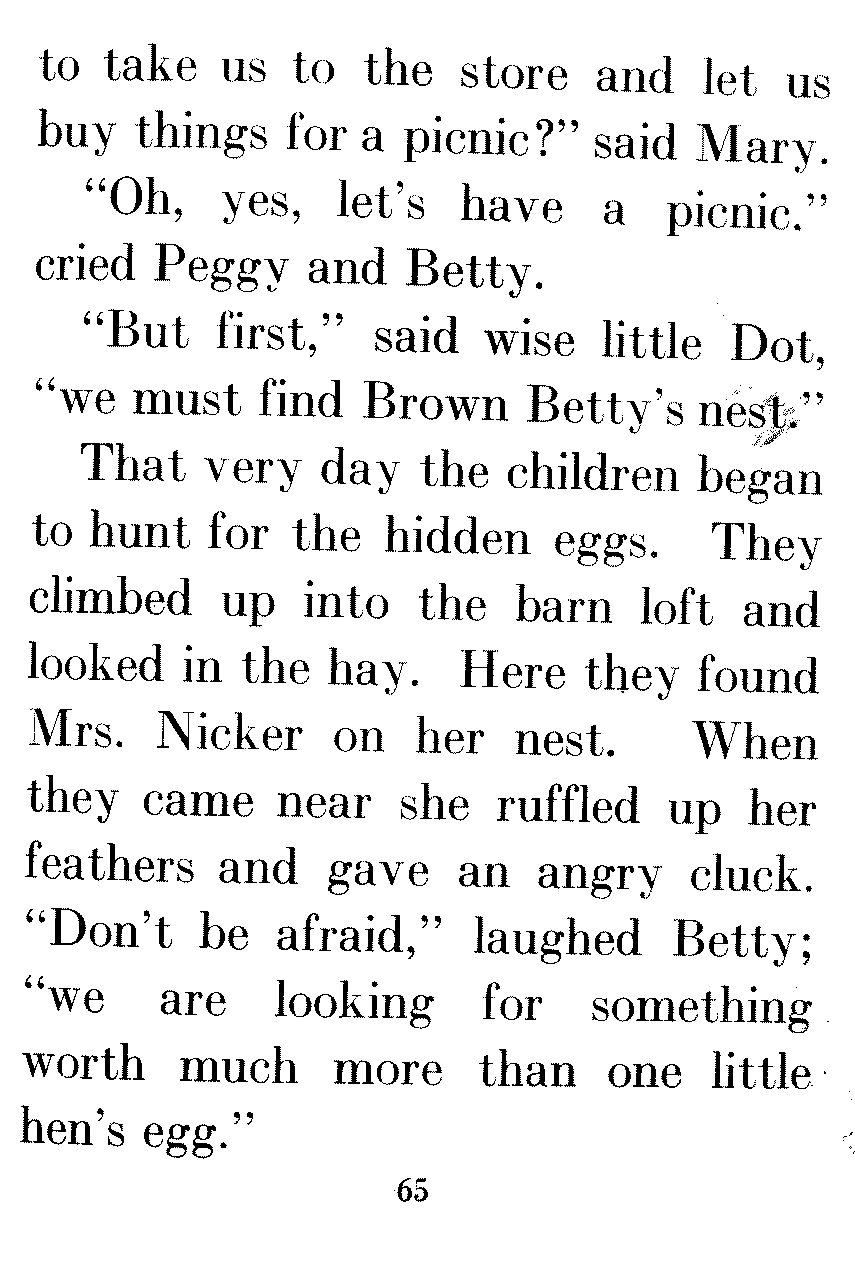 to take us to the store and let us
buy things for a picnic?” said Mary.
“Oh, yes, let’s have a picnic.”
cried Peggy and Betty.
“But first,” said wise little Dot,
“we must find Brown Betty’s nest.”
That very day the children began
to hunt for the hidden eggs. They
climbed up into the barn loft and
looked in the hay. Here they found
Mrs. Nicker on her nest. When
they came near she ruffled up her
feathers and gave an angry cluck.
“Don’t be afraid,” laughed Betty;
“we are looking for something
worth much more than one little
hen’s egg.”
65